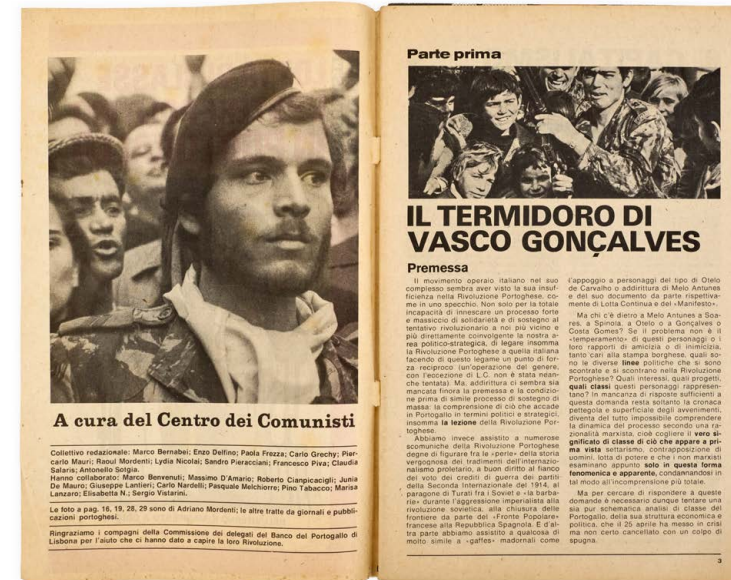 A cura del Centro dei Comunisti
Collettivo redazionale: Marco Bernabei; Enzo Delfino; Paola Frezza; Carlo Grechy; Pier-
carlo Mauri; Raoul Mordenti; Lydia Nicolai; Sandro Pieracciani; Francesco Piva; Claudia
Salaris; Antonello Sotgia.
Hanno collaborato: Marco Benvenuti; Massimo D'Amario; Roberto Cianpicacigli; Junia
De Mauro; Giuseppe Lantieri; Carlo Nardelli; Pasquale Melchiorre; Pino Tabacco; Marisa
Lanzaro; Elisabetta N.; Sergio Vistarini.
Le foto a pag. 16, 19, 28, 29 sono di Adriano Mordenti; le altre tratte da giornali e pubbli-
cazioni portoghesi.
Ringraziamo i compagni della Commissione dei delegati del Banco del Portogallo di
Lisbona per l'aiuto che ci hanno dato a capire la loro Rivoluzione.
Parte prima
IL TERMIDORO DI
VASCO GONÇALVES
Premessa
Il movimento operaio italiano nel suo
complesso sembra aver visto la sua insuf-
ficienza nella Rivoluzione Portoghese, co-
me in uno specchio. Non solo per la totale
incapacità di innescare un processo forte
e massiccio di solidarietà e di sostegno al
tentativo rivoluzionario a noi più vicino e
più direttamente coinvolgente la nostra a-
rea politico-strategica, di legare insomma
la Rivoluzione Portoghese a quella italiana
facendo di questo legame un punto di for-
za reciproco (un'operazione del genere,
con l'eccezione di L.C. non è stata nean-
che tentata). Ma, addirittura ci sembra sia
mancata finora la premessa e la condizio-
ne prima di simile processo di sostegno di
massa: la comprensione di ciò che accade
in Portogallo in termini politici e strategici,
insomma la lezione della Rivoluzione Por-
toghese.
Abbiamo invece assistito a numerose
scomuniche della Rivoluzione Portoghese
degne di figurare fra le «perle» della storia
vergognosa dei tradimenti dell'internazio-
nalismo proletario, a buon diritto al fianco
del voto dei crediti di guerra dei partiti
della Seconda Internazionale del 1914, al
paragone di Turati fra i Soviet e «la barba-
rie» durante l'aggressione imperialista alla
rivoluzione sovietica, alla chiusura delle
frontiere da parte del «Fronte Popolare»
francese alla Repubblica Spagnola. E d'al-
tra parte abbiamo assistito a qualcosa di
molto simile a «gaffes» madornali come
l'appoggio a personaggi del tipo di Otelo
de Carvalho o addirittura di Melo Antunes
e del suo documento da parte rispettiva-
mente di Lotta Continua e del «Manifesto».
Ma chi c'è dietro a Melo Antunes a Soa-
res, a Spinola, a Otelo o a Gonçalves o
Costa Gomes? Se il problema non è il
«temperamento» di questi personaggi o i
loro rapporti di amicizia o di inimicizia,
tanto cari alla stampa borghese, quali so-
no le diverse linee politiche che si sono
scontrate e si scontrano nella Rivoluzione
Portoghese? Quali interessi, quali progetti,
quali classi questi personaggi rappresen-
tano? In mancanza di risposte sufficienti a
questa domanda resta soltanto la cronaca
pettegola e superficiale degli avvenimenti,
diventa del tutto impossibile comprendere
la dinamica del processo secondo una ra-
zionalità marxista, cioè cogliere il vero si-
gnificato di classe di ciò che appare a pri-
ma vista settarismo, contrapposizione di
uomini, lotta di potere e che i non marxisti
esaminano appunto solo in questa forma
fenomenica e apparente, condannandosi in
tal modo all'incomprensione più totale.
Ma per cercare di rispondere a queste
domande è necessario dunque tentare una
sia pur schematica analisi di classe del
Portogallo, della sua struttura economica e
politica, che il 25 aprile ha messo in crisi
ma non certo cancellato con un colpo di
spugna.
3